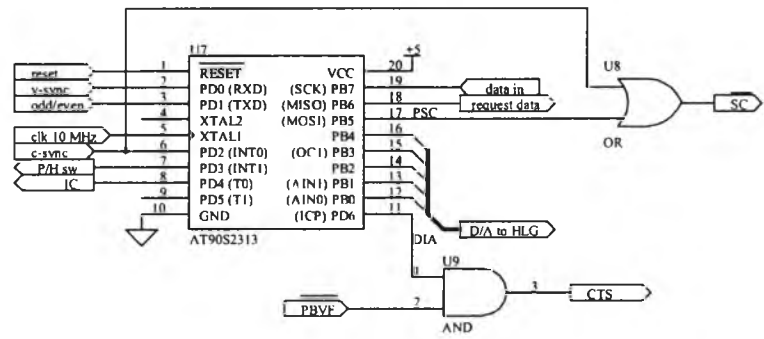 U7
U8
+5
reset 1 RESET VCC 20
v-sync 2 PD0 (RXD) (SCK) PB7 19 data in
odd/even 3 PD1 (TXD) (MISO) PB6 18 request data
4 XTAL2 (MOSI) PB5 17 PSC
clk 10 MHz 5 XTAL1 PB4 16
c-sync 6 PD2 (INT0) (OC1) PB3 15
P/H sw 7 PD3 (INT1) PB2 14
IC 8 PD4 (T0) (AIN1) PB1 13
9 PD5 (T1) (AIN0) PB0 12
10 GND (ICP) PD6 11
SC
OR
D/A to HLG
AT90S2313
DIA
U9
1
3 CTS
PBVF 2
AND